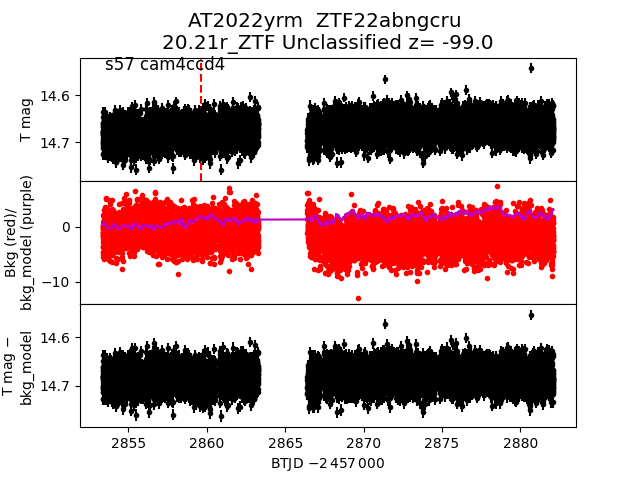 AT2022yrm  ZTF22abngcru
20.21r_ZTF Unclassified z= -99.0
s57 cam4ccd4
T mag
14.6
14.7
Bkg (red)/
bkg_model (purple)
0
−10
T mag −
bkg_model
14.6
14.7
2855 2860 2865 2870 2875 2880
BTJD −2 457 000